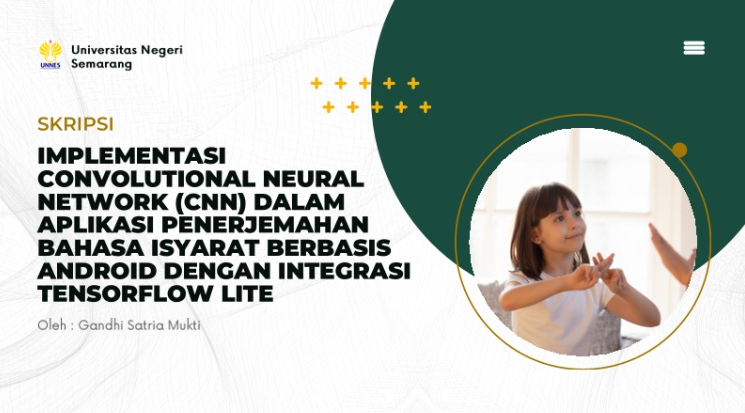 UNNES
Universitas Negeri
Semarang
SKRIPSI
IMPLEMENTASI
CONVOLUTIONAL NEURAL
NETWORK (CNN) DALAM
APLIKASI PENERJEMAHAN
BAHASA ISYARAT BERBASIS
ANDROID DENGAN INTEGRASI
TENSORFLOW LITE
Oleh : Gandhi Satria Mukti